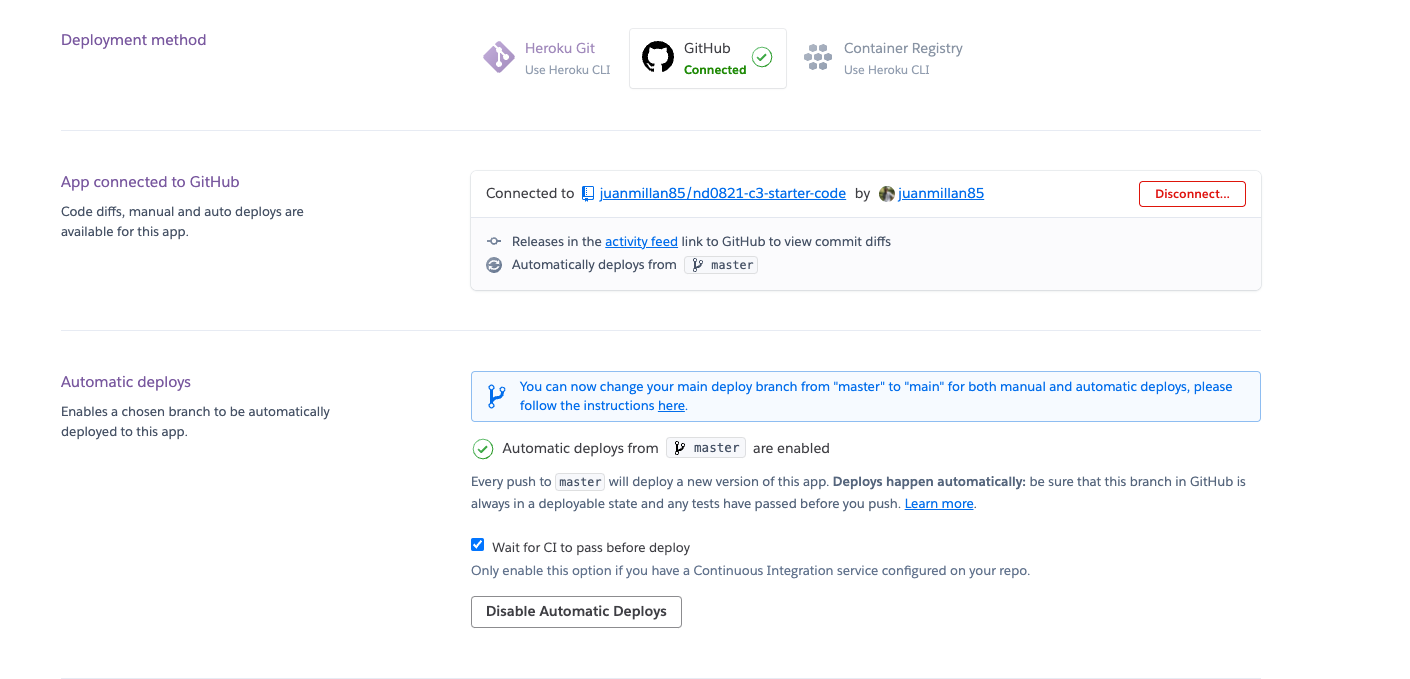 Deployment method
Heroku Git
Use Heroku CLI
GitHub
Connected
Container Registry
Use Heroku CLI
App connected to GitHub
Code diffs, manual and auto deploys are
available for this app.
Connected to juanmillan85/nd0821-c3-starter-code by juanmillan85
Disconnect...
Releases in the activity feed link to GitHub to view commit diffs
Automatically deploys from master
Automatic deploys
Enables a chosen branch to be automatically
deployed to this app.
You can now change your main deploy branch from "master" to "main" for both manual and automatic deploys, please
follow the instructions here.
Automatic deploys from master are enabled
Every push to master will deploy a new version of this app. Deploys happen automatically: be sure that this branch in GitHub is
always in a deployable state and any tests have passed before you push. Learn more.
Wait for CI to pass before deploy
Only enable this option if you have a Continuous Integration service configured on your repo.
Disable Automatic Deploys